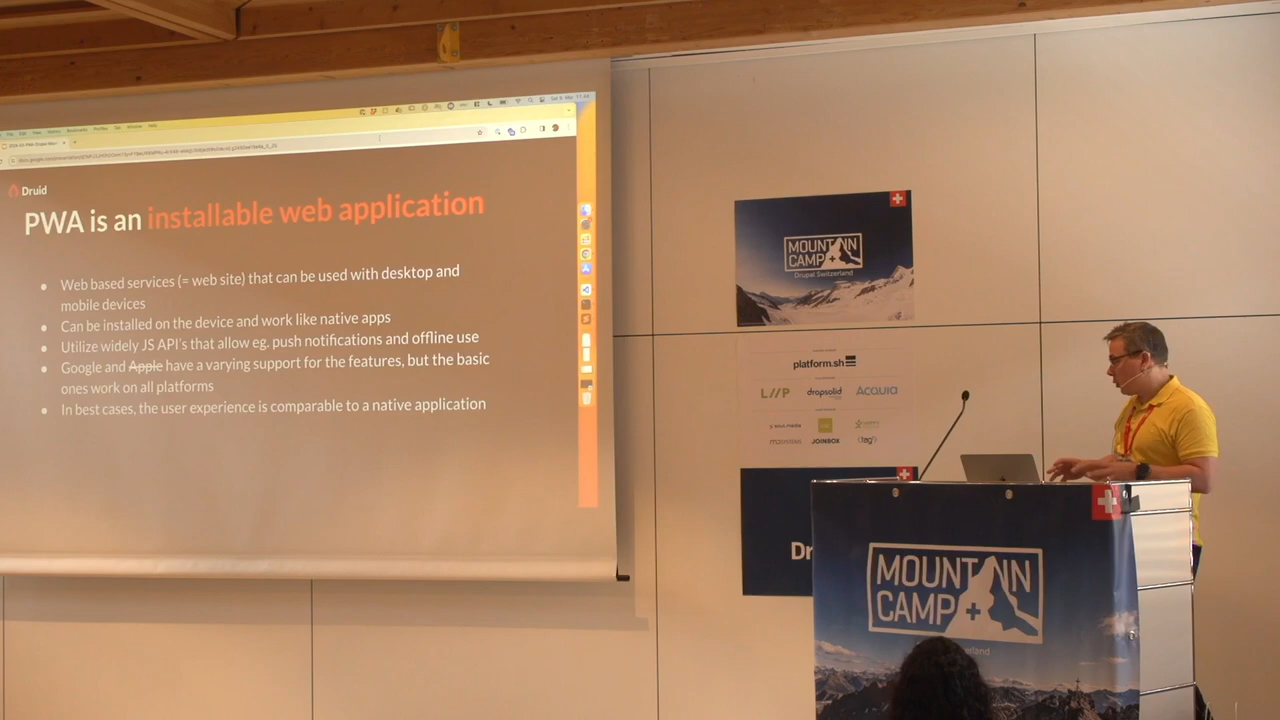 Druid
PWA is an installable web application
Web based services (= web site) that can be used with desktop and
mobile devices
Can be installed on the device and work like native apps
Utilize widely JS API's that allow eg. push notifications and offline use
Google and Apple have a varying support for the features, but the basic
ones work on all platforms
In best cases, the user experience is comparable to a native application
MOUNTAIN
CAMP
Drupal Switzerland
platform.sh
LIIP dropsolid ACQUIA
JOINBOX
Dr
MOUNTAIN
CAMP
erland